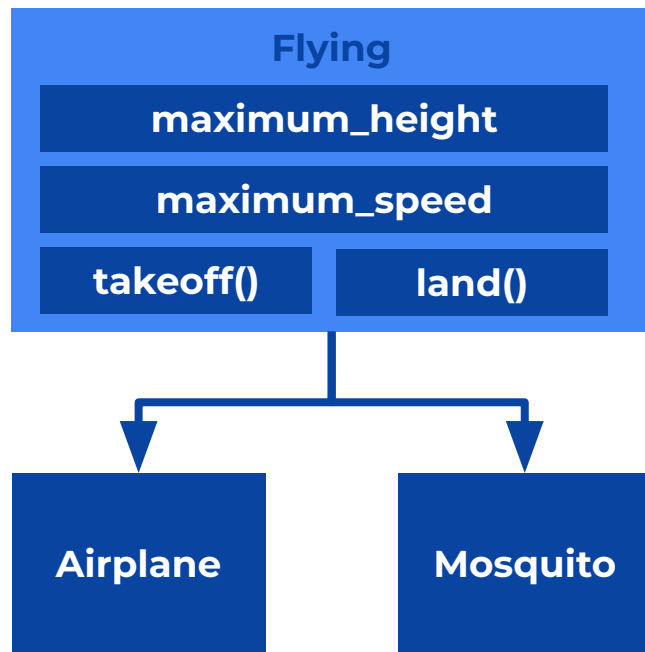 Flying
maximum_height
maximum_speed
takeoff() land()
Airplane Mosquito